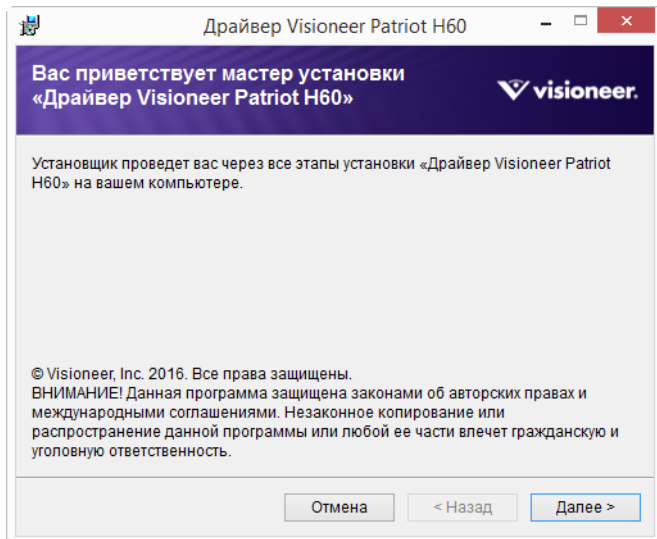 Драйвер Visioneer Patriot H60
Вас приветствует мастер установки
«Драйвер Visioneer Patriot H60»
visioneer.
Установщик проведет вас через все этапы установки «Драйвер Visioneer Patriot
H60» на вашем компьютере.
© Visioneer, Inc. 2016. Все права защищены.
ВНИМАНИЕ! Данная программа защищена законами об авторских правах и
международными соглашениями. Незаконное копирование или
распространение данной программы или любой ее части влечет гражданскую и
уголовную ответственность.
Отмена
< Назад
Далее >